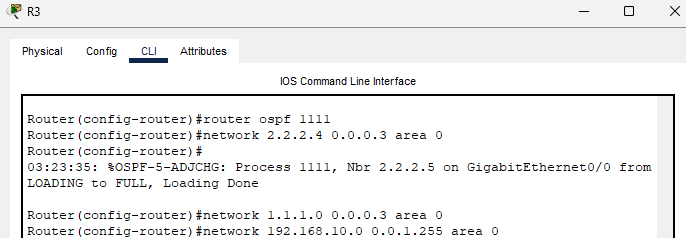 R3
Physical Config CLI Attributes
IOS Command Line Interface
Router(config-router)#router ospf 1111
Router(config-router)#network 2.2.2.4 0.0.0.3 area 0
Router(config-router)#
03:23:35: %OSPF-5-ADJCHG: Process 1111, Nbr 2.2.2.5 on GigabitEthernet0/0 from
LOADING to FULL, Loading Done
Router(config-router)#network 1.1.1.0 0.0.0.3 area 0
Router(config-router)#network 192.168.10.0 0.0.1.255 area 0